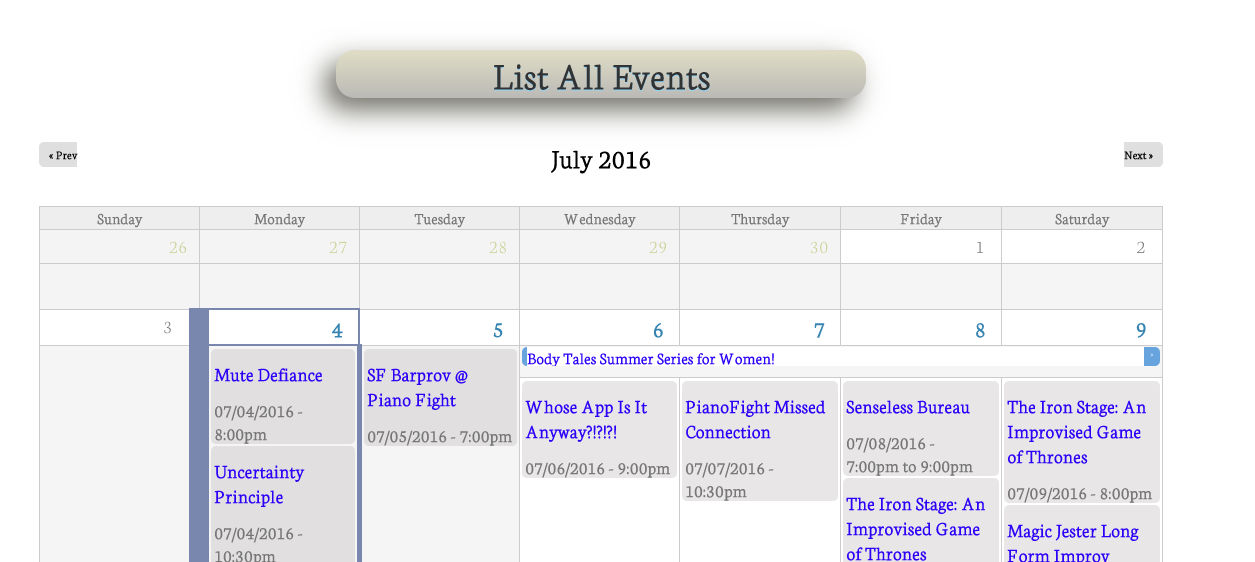 List All Events
« Prev
July 2016
Next »
Sunday Monday Tuesday Wednesday Thursday Friday Saturday
26 27 28 29 30 1 2
3 4 5 6 7 8 9
Body Tales Summer Series for Women!
Mute Defiance
07/04/2016 -
8:00pm
Uncertainty
Principle
07/04/2016 -
10:30pm
SF Barprov @
Piano Fight
07/05/2016 - 7:00pm
Whose App Is It
Anyway?!?!?!
07/06/2016 - 9:00pm
PianoFight Missed
Connection
07/07/2016 -
10:30pm
Senseless Bureau
07/08/2016 -
7:00pm to 9:00pm
The Iron Stage: An
Improvised Game
of Thrones
The Iron Stage: An
Improvised Game
of Thrones
07/09/2016 - 8:00pm
Magic Jester Long
Form Improv